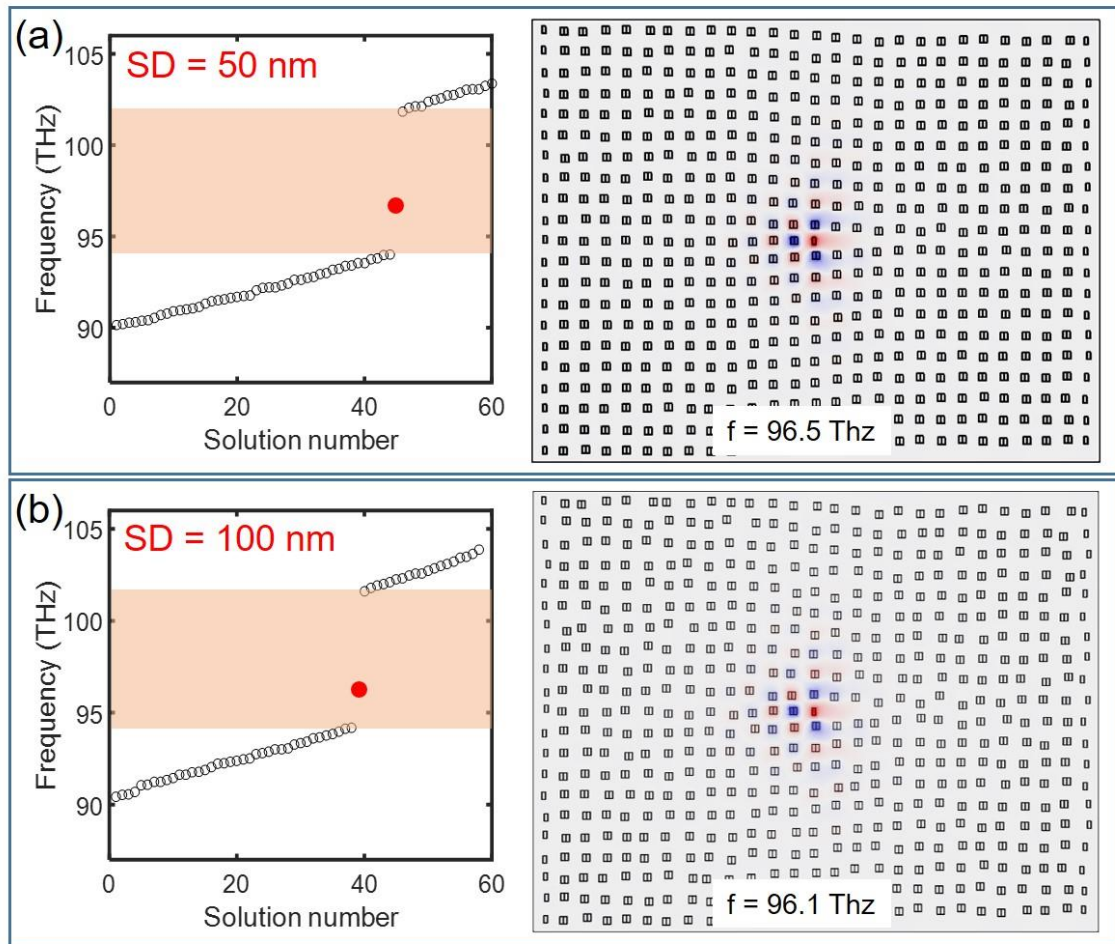 (a)
SD = 50 nm
105
100
95
90
Frequency (THz)
0 20 40 60
Solution number
f = 96.5 Thz
(b)
SD = 100 nm
105
100
95
90
Frequency (THz)
0 20 40 60
Solution number
f = 96.1 Thz